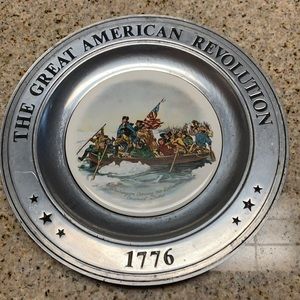 THE GREAT AMERICAN REVOLUTION
1776